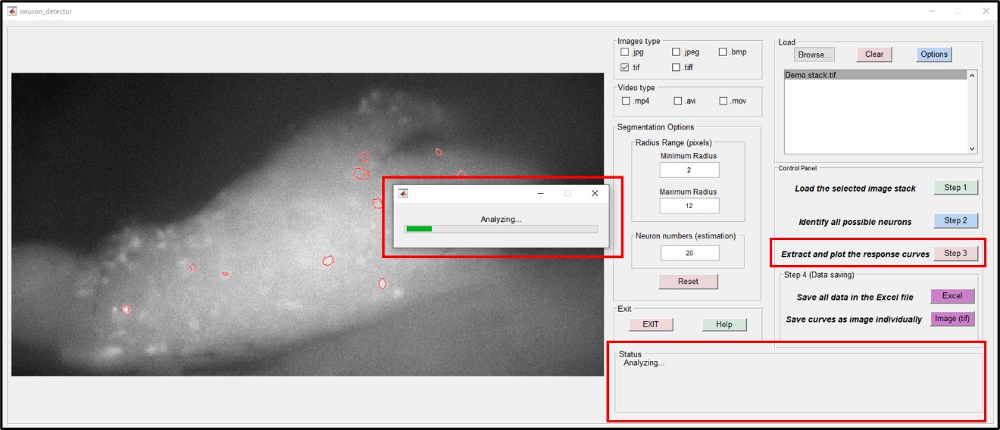 neuron_detector
Images type
.jpg
.jpeg
.bmp
.tif
.tiff
Video type
.mp4
.avi
.mov
Segmentation Options
Radius Range (pixels)
Minimum Radius
2
Maximum Radius
12
Neuron numbers (estimation)
20
Reset
Exit
EXIT
Help
Load
Browse...
Clear
Options
Demo stack.tif
Control Panel
Load the selected image stack
Step 1
Identify all possible neurons
Step 2
Extract and plot the response curves
Step 3
Step 4 (Data saving)
Save all data in the Excel file
Excel
Save curves as image individually
Image (tif)
Status
Analyzing...
Analyzing...